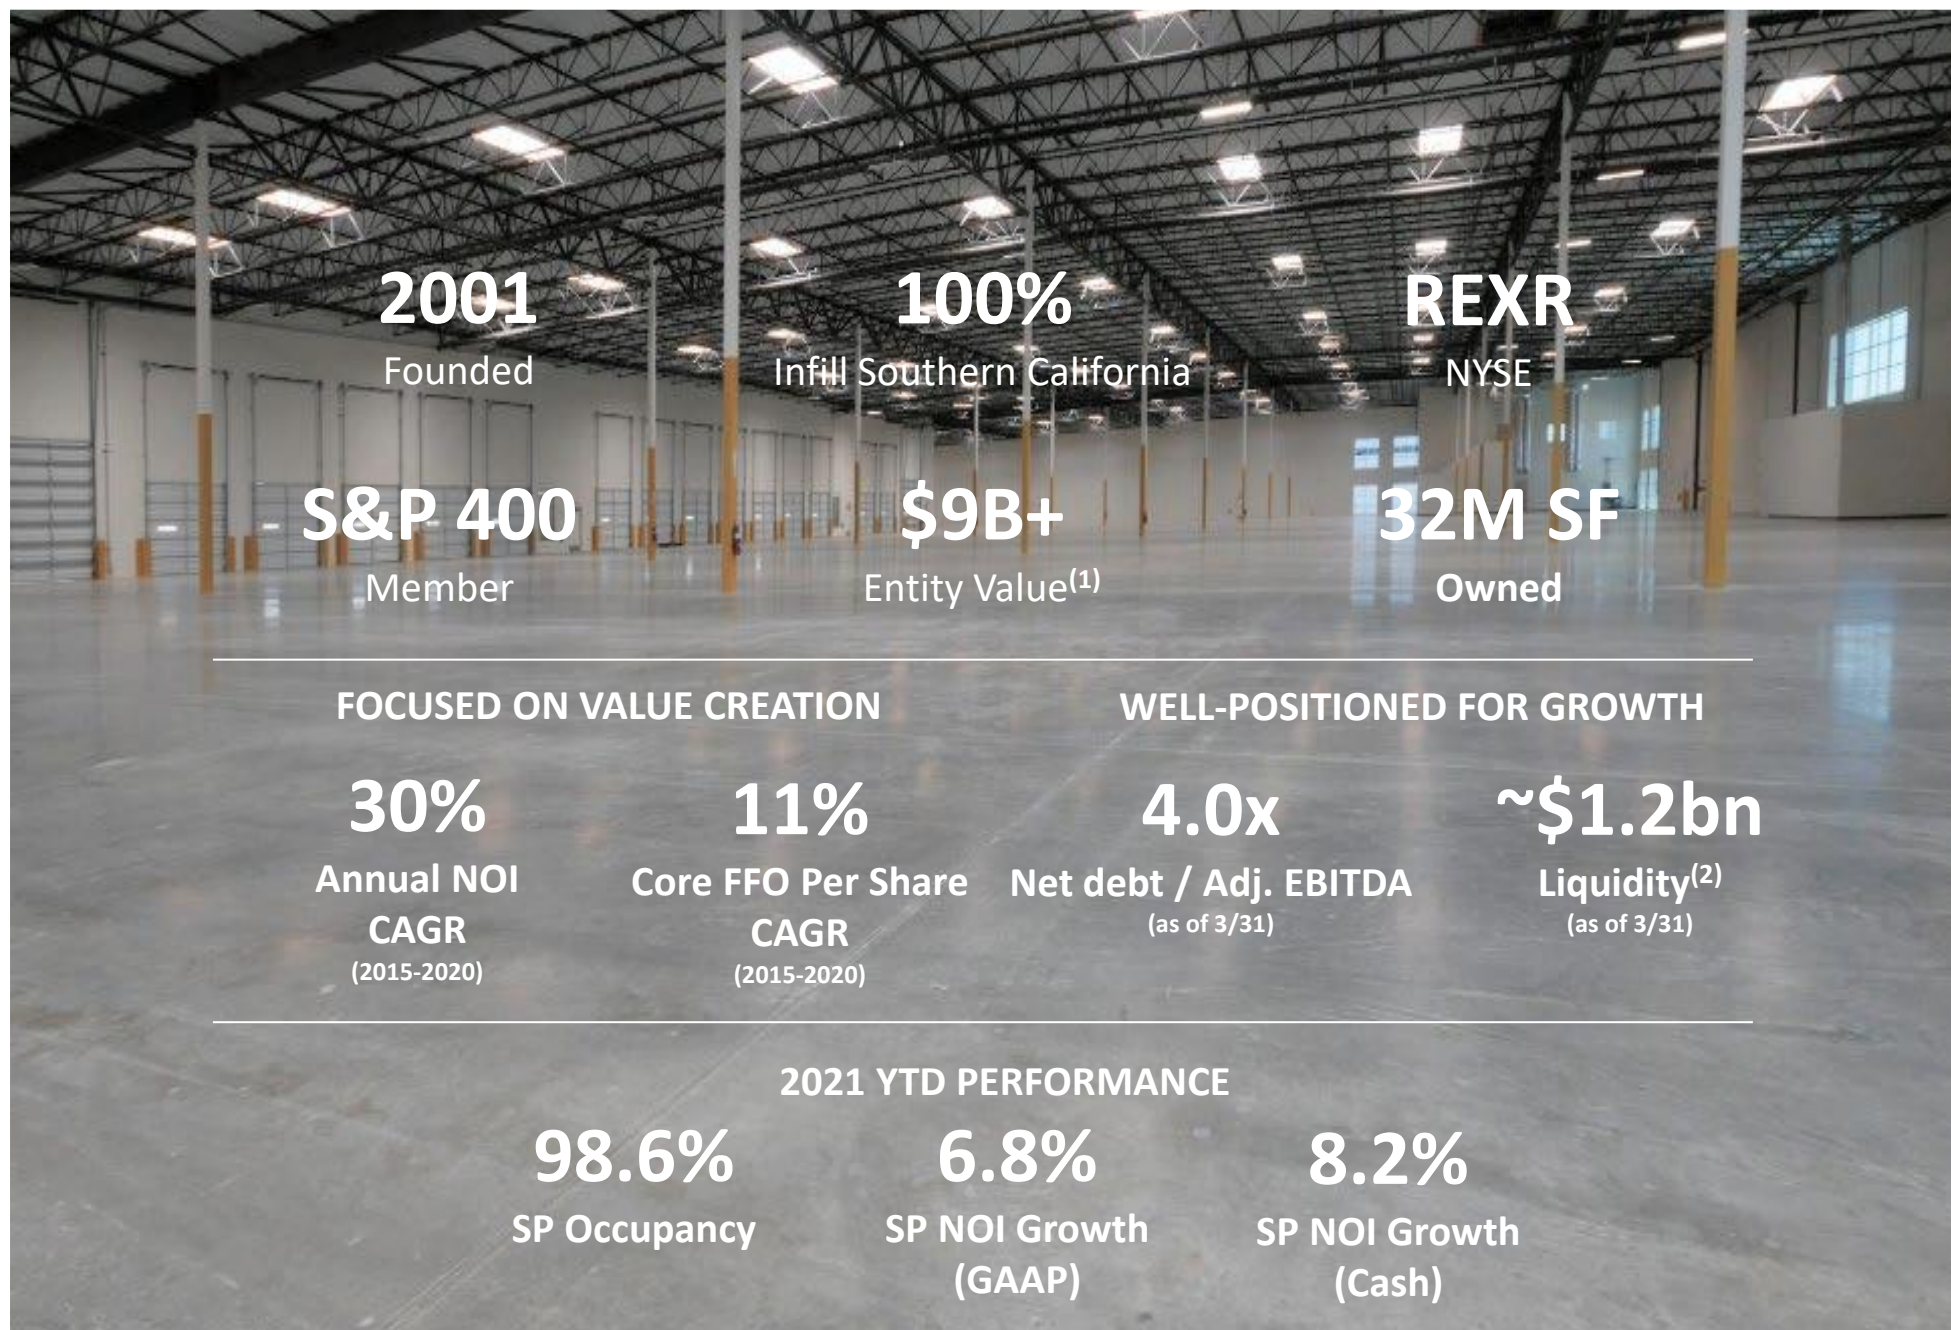 2001
Founded
100%
Infill Southern California
REXR
NYSE
S&P 400
Member
$9B+
Entity Value(1)
32M SF
Owned
FOCUSED ON VALUE CREATION
30%
Annual NOI
CAGR
(2015-2020)
11%
Core FFO Per Share
CAGR
(2015-2020)
WELL-POSITIONED FOR GROWTH
4.0x
Net debt / Adj. EBITDA
(as of 3/31)
~$1.2bn
Liquidity(2)
(as of 3/31)
2021 YTD PERFORMANCE
98.6%
SP Occupancy
6.8%
SP NOI Growth
(GAAP)
8.2%
SP NOI Growth
(Cash)